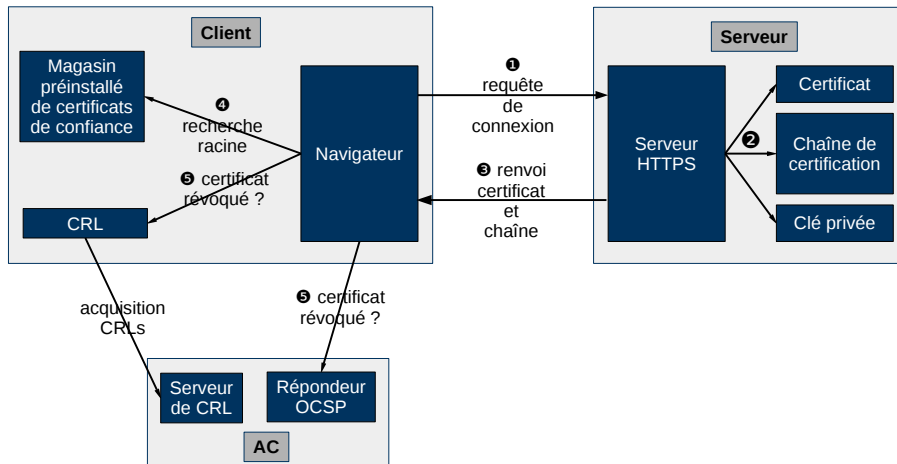 Client
Serveur
Magasin
préinstallé
de certificats
de confiance
❹
recherche
racine
Navigateur
❺ certificat
révoqué ?
CRL
❶
requête
de
connexion
❸ renvoi
certificat
et
chaîne
Serveur
HTTPS
❷
Certificat
Chaîne de
certification
Clé privée
acquisition
CRLs
❺ certificat
révoqué ?
Serveur
de CRL
Répondeur
OCSP
AC